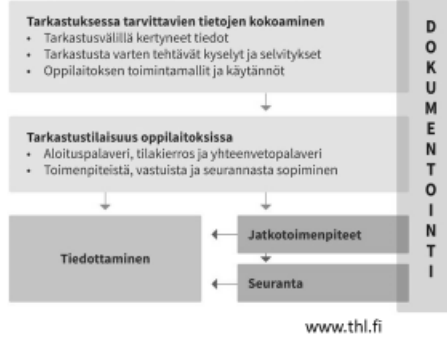 Tarkastuksessa tarvittavien tietojen kokoaminen
• Tarkastusvälillä kertyneet tiedot
• Tarkastusta varten tehtävät kyselyt ja selvitykset
• Oppilaitoksen toimintamallit ja käytännöt
Tarkastustilaisuus oppilaitoksissa
• Aloituspalaveri, tilakierros ja yhteenvetopalaveri
• Toimenpiteistä, vastuista ja seurannasta sopiminen
Tiedottaminen
Jatkotoimenpiteet
Seuranta
DOKUMENTOINTI
www.thl.fi